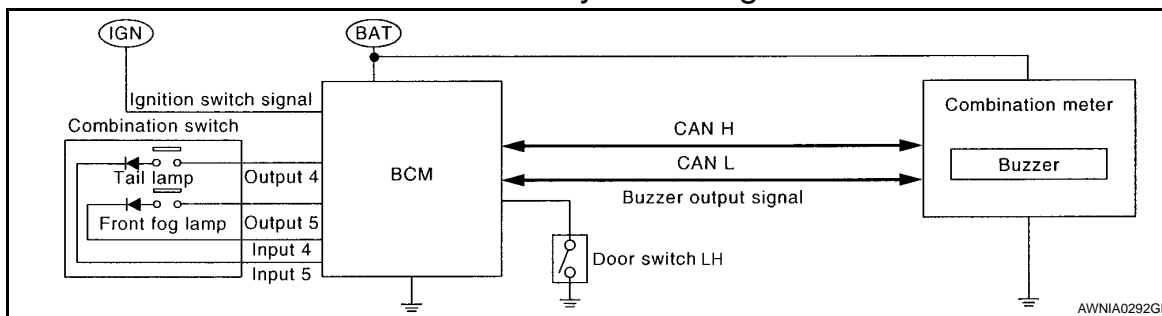 IGN
BAT
Ignition switch signal
Combination switch
Tail lamp
Output 4
Front fog lamp
Output 5
Input 4
Input 5
BCM
CAN H
CAN L
Buzzer output signal
Door switch LH
Combination meter
Buzzer